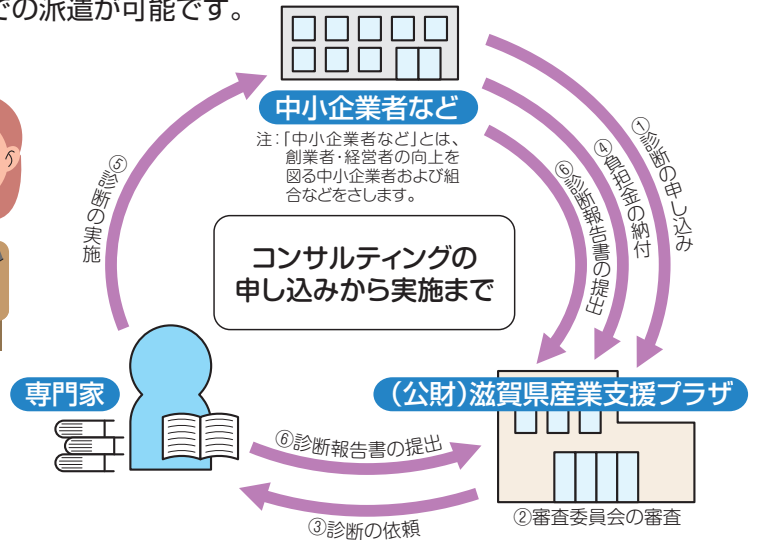 での派遣が可能です。
中小企業者など
注：「中小企業者など」とは、
創業者・経営者の向上を
図る中小企業者および組
合などをさします。
①診断の申し込み
④負担金の納付
⑥診断報告書の提出
⑤診断の実施
コンサルティングの
申し込みから実施まで
専門家
（公財）滋賀県産業支援プラザ
⑥診断報告書の提出
③診断の依頼
②審査委員会の審査